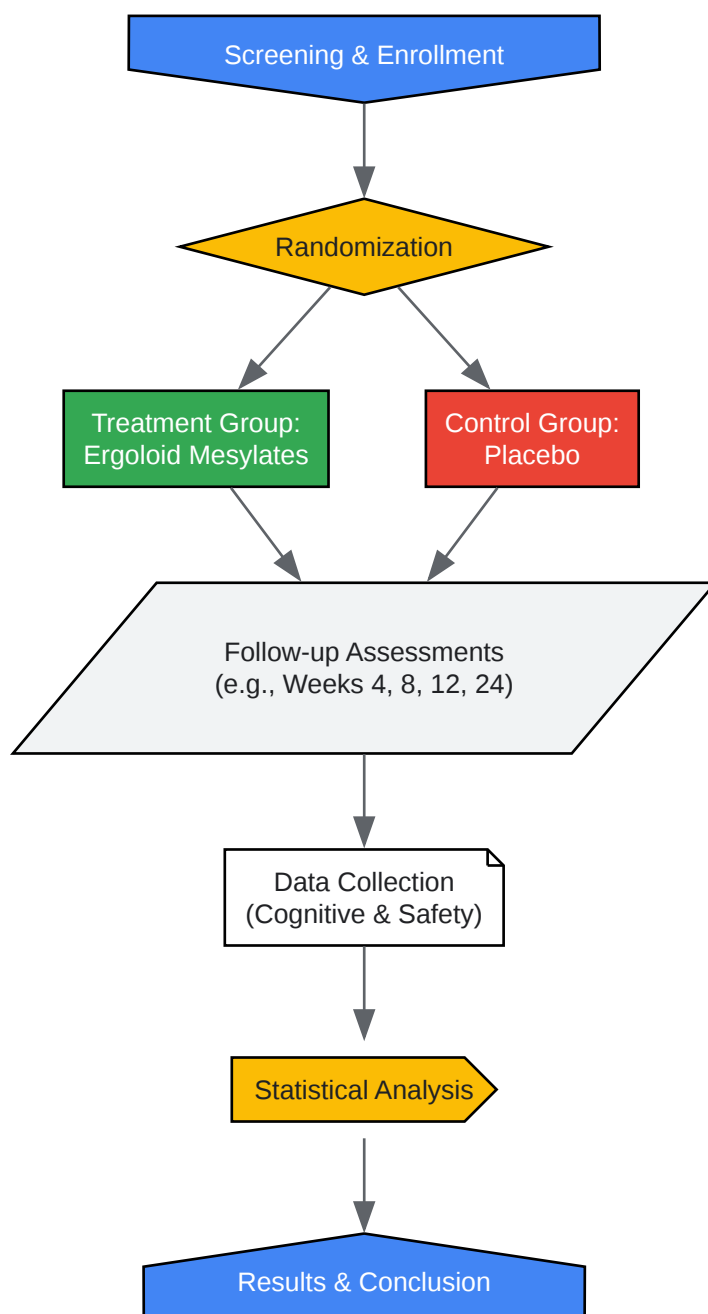 Screening & Enrollment
Randomization
Treatment Group:
Ergoloid Mesylates
Control Group:
Placebo
Follow-up Assessments
(e.g., Weeks 4, 8, 12, 24)
Data Collection
(Cognitive & Safety)
Statistical Analysis
Results & Conclusion